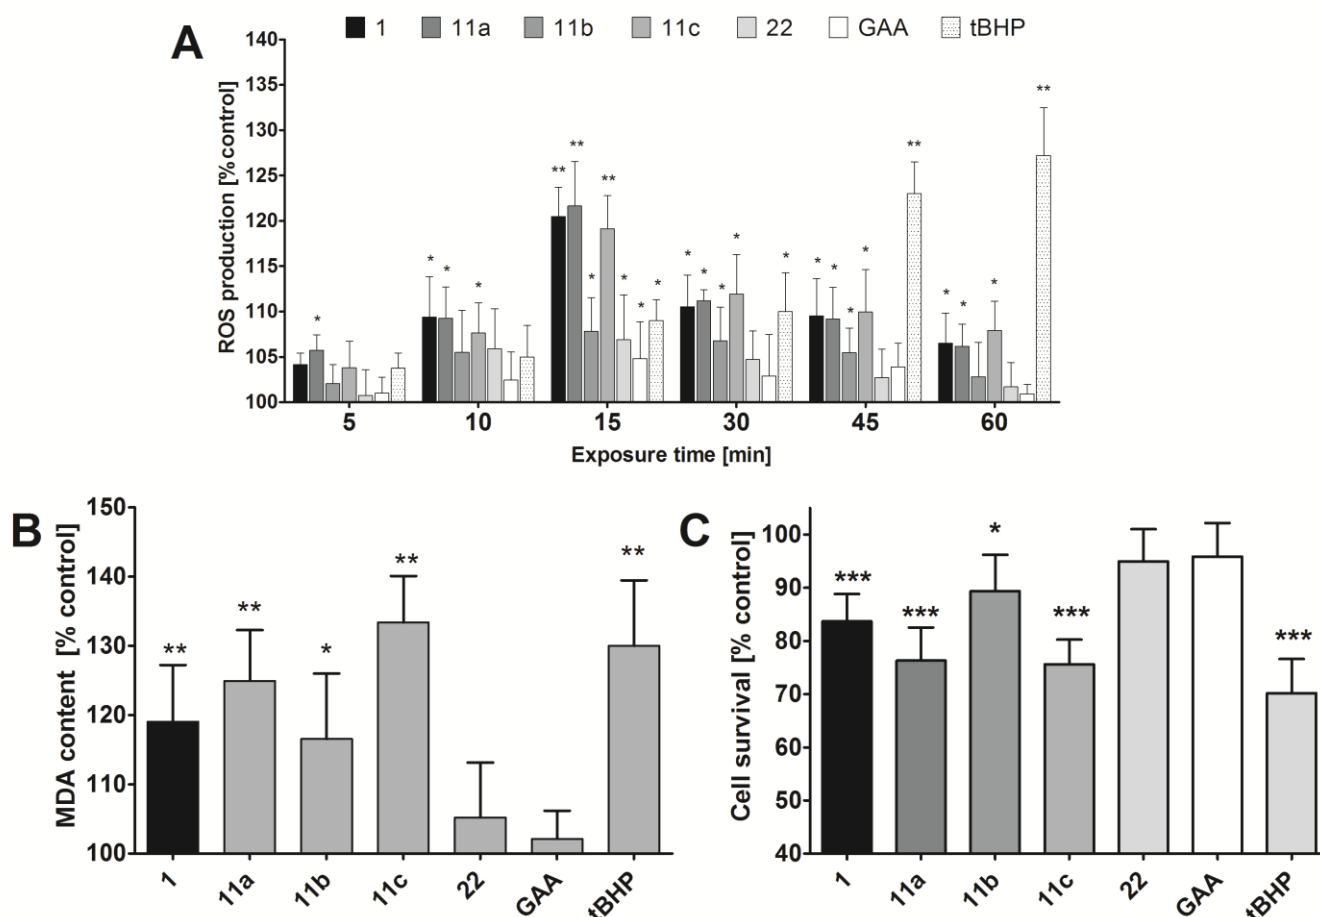 A
1 11a 11b 11c 22 GAA tBHP
ROS production [% control]
140
135
130
125
120
115
110
105
100
* * * * * ** ** * ** * * * * * * * * * * * * ** * * * **
5 10 15 30 45 60
Exposure time [min]
B
MDA content [% control]
150
140
130
120
110
100
** ** * ** **
1 11a 11b 11c 22 GAA tBHP
C
Cell survival [% control]
100
90
80
70
60
50
40
*** *** * *** ***
1 11a 11b 11c 22 GAA tBHP